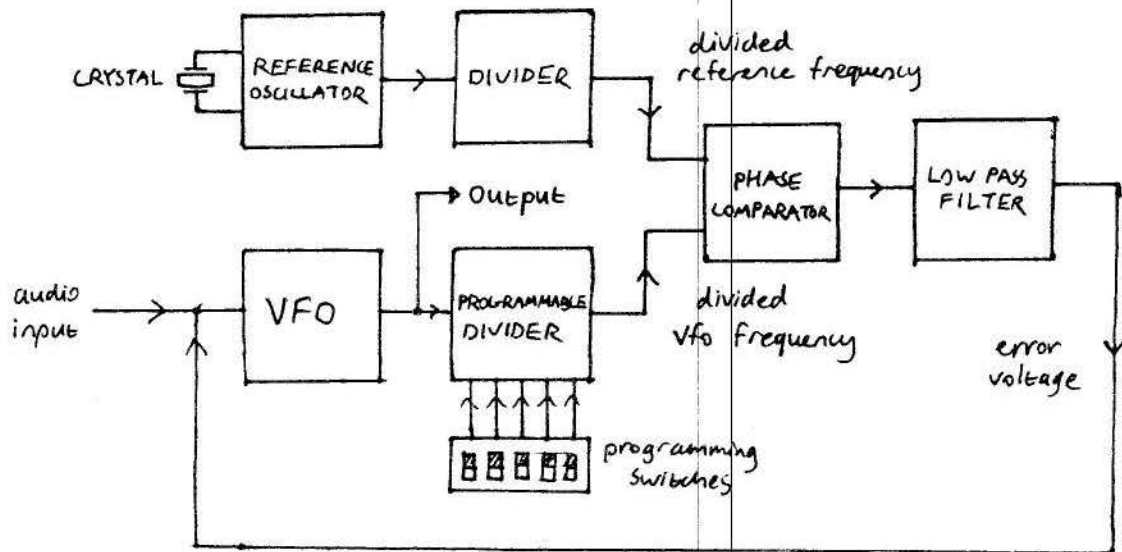 CRYSTAL
REFERENCE
OSCILLATOR
DIVIDER
divided
reference frequency
PHASE
COMPARATOR
LOW PASS
FILTER
Output
audio
input
VFO
PROGRAMMABLE
DIVIDER
divided
vfo frequency
error
voltage
programming
switches